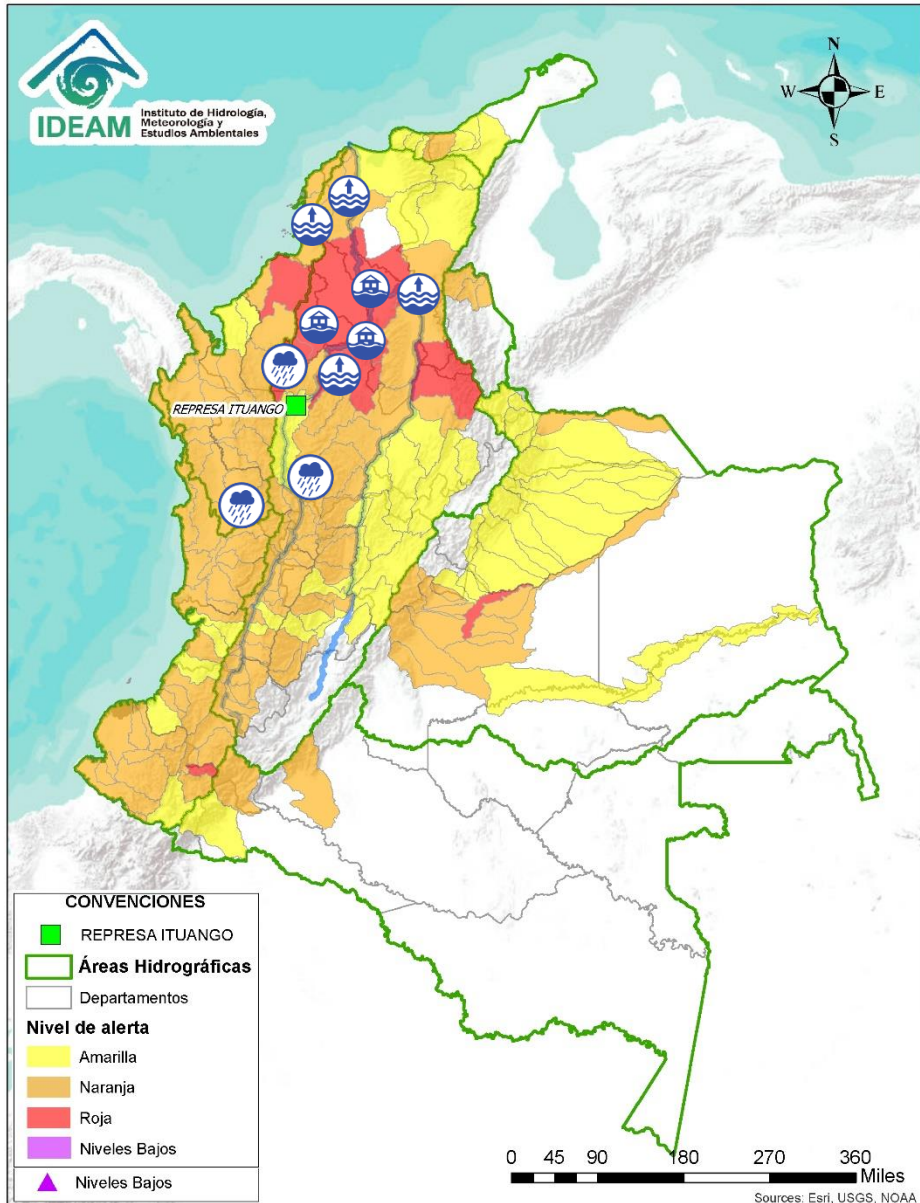 IDEAM
Instituto de Hidrología,
Meteorología y
Estudios Ambientales
N
W E
S
REPRESA ITUANGO
CONVENCIONES
REPRESA ITUANGO
Áreas Hidrográficas
Departamentos
Nivel de alerta
Amarilla
Naranja
Roja
Niveles Bajos
Niveles Bajos
0 45 90 180 270 360
Miles
Sources: Esri, USGS, NOAA